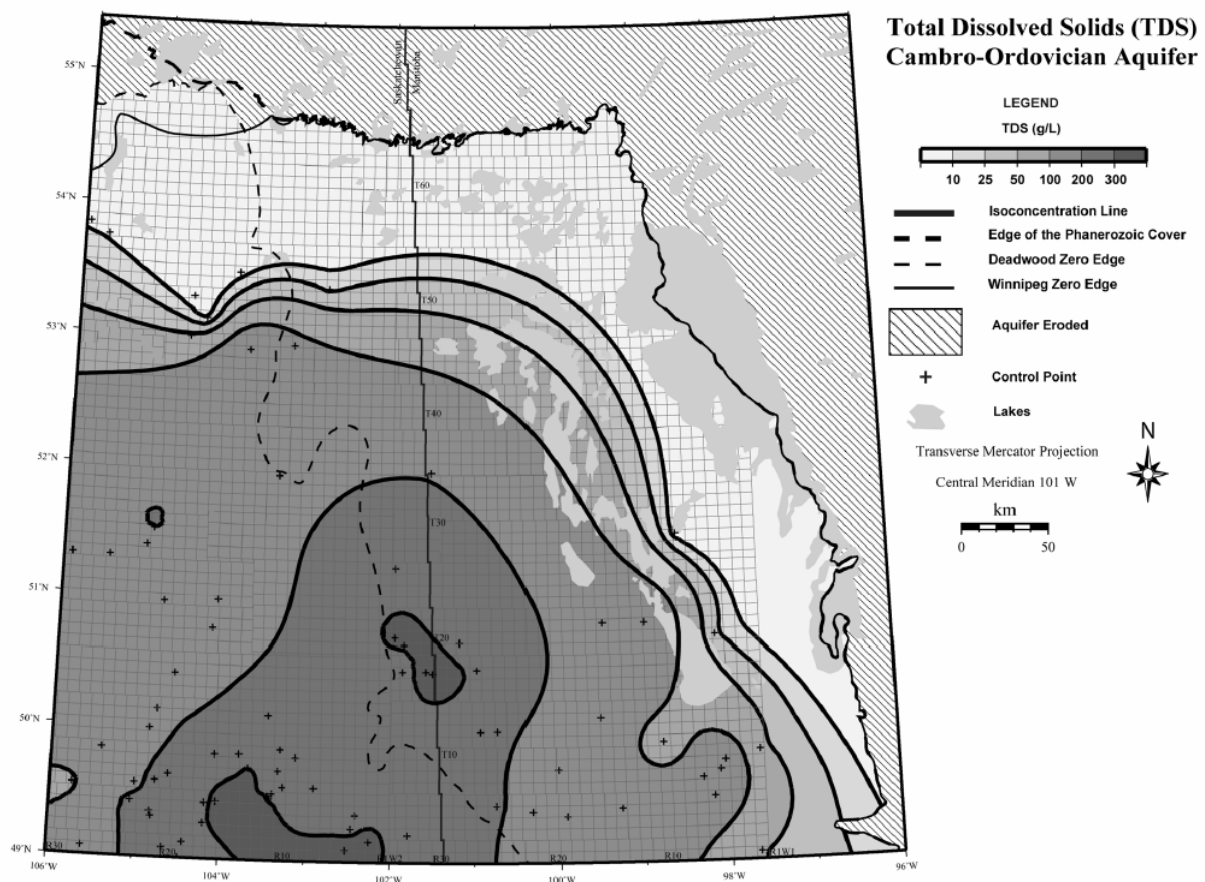 Total Dissolved Solids (TDS)
Cambro-Ordovician Aquifer
LEGEND
TDS (g/L)
10 25 50 100 200 300
Isoconcentration Line
Edge of the Phanerozoic Cover
Deadwood Zero Edge
Winnipeg Zero Edge
Aquifer Eroded
Control Point
Lakes
Transverse Mercator Projection
Central Meridian 101 W
N
km
0 50
Saskatchewan
Manitoba
55°N
54°N
53°N
52°N
51°N
50°N
49°N
T60
T50
T40
T30
T20
T10
R30 R20 R10 R30 R20 R10 R1W1
106°W 104°W 102°W 100°W 98°W 96°W